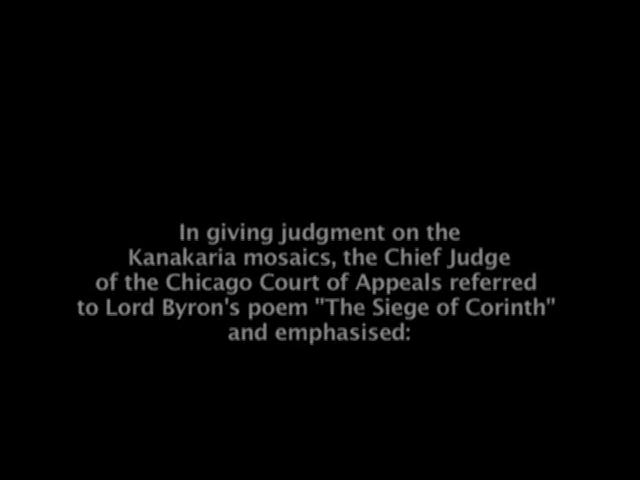 In giving judgment on the
Kanakaria mosaics, the Chief Judge
of the Chicago Court of Appeals referred
to Lord Byron's poem "The Siege of Corinth"
and emphasised: